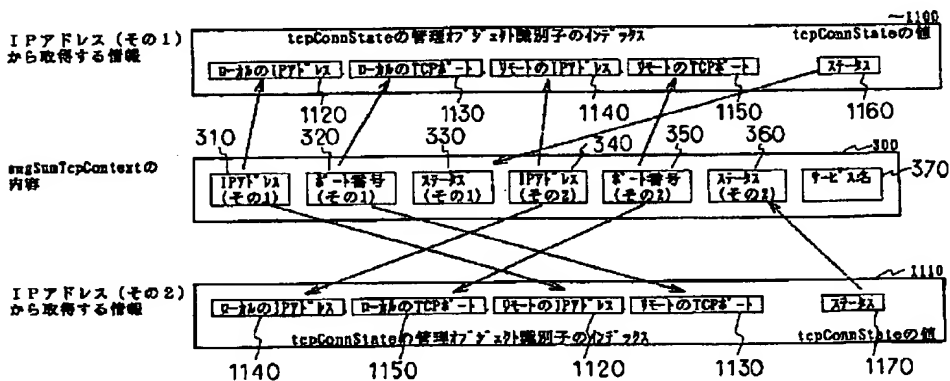 1100
IPアドレス(その1)
から取得する情報
tcpConnStateの管理オブジェクト識別子のインデックス
tcpConnStateの値
ローカルのIPアドレス
ローカルのTCPポート
リモートのIPアドレス
リモートのTCPポート
ステータス
1120
1130
1140
1150
1160
310
320
330
340
350
360
300
の
内容
IPアドレス
(その1)
ポート番号
(その1)
ステータス
(その1)
IPアドレス
(その2)
ポート番号
(その2)
ステータス
(その2)
サービス名
370
1110
IPアドレス(その2)
から取得する情報
ローカルのIPアドレス
ローカルのTCPポート
リモートのIPアドレス
リモートのTCPポート
ステータス
tcpConnStateの管理オブジェクト識別子のインデックス
tcpConnStateの値
1140
1150
1120
1130
1170